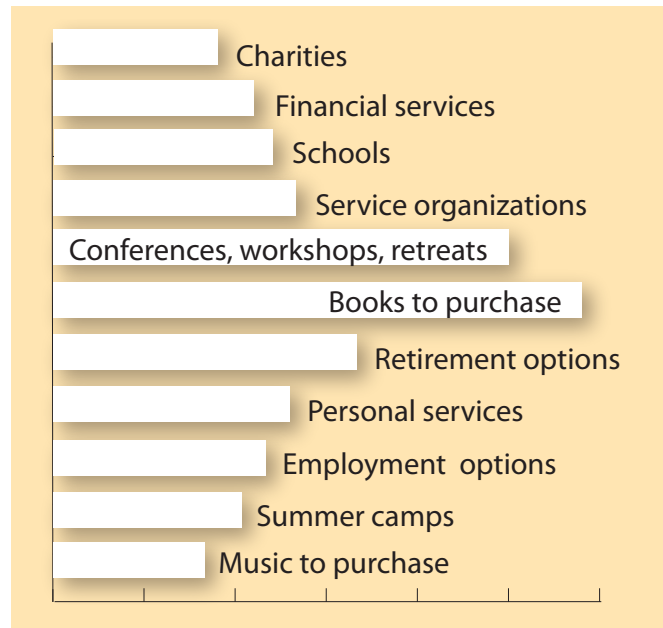 Charities
Financial services
Schools
Service organizations
Conferences, workshops, retreats
Books to purchase
Retirement options
Personal services
Employment options
Summer camps
Music to purchase